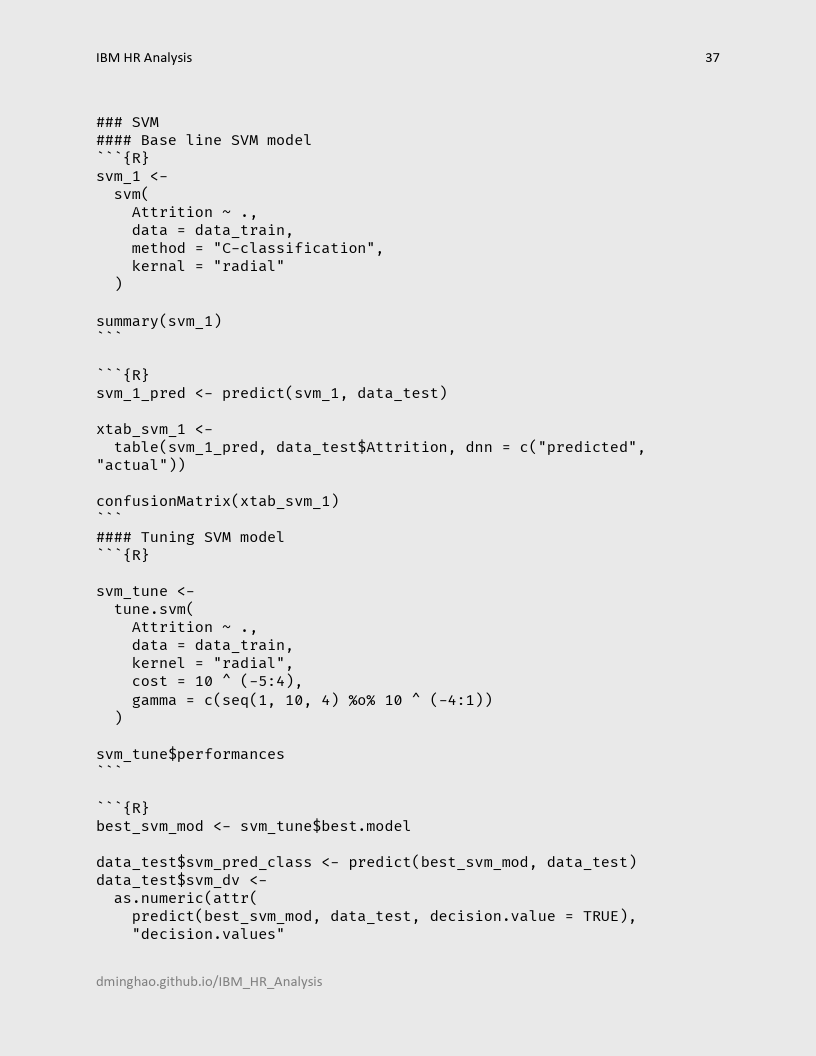 IBM HR Analysis 37
### SVM
#### Base line SVM model
```{R}
svm_1 <-
  svm(
    Attrition ~ .,
    data = data_train,
    method = "C-classification",
    kernal = "radial"
  )

summary(svm_1)
```

```{R}
svm_1_pred <- predict(svm_1, data_test)

xtab_svm_1 <-
  table(svm_1_pred, data_test$Attrition, dnn = c("predicted",
"actual"))

confusionMatrix(xtab_svm_1)
```
#### Tuning SVM model
```{R}

svm_tune <-
  tune.svm(
    Attrition ~ .,
    data = data_train,
    kernel = "radial",
    cost = 10 ^ (-5:4),
    gamma = c(seq(1, 10, 4) %o% 10 ^ (-4:1))
  )

svm_tune$performances
```

```{R}
best_svm_mod <- svm_tune$best.model

data_test$svm_pred_class <- predict(best_svm_mod, data_test)
data_test$svm_dv <-
  as.numeric(attr(
    predict(best_svm_mod, data_test, decision.value = TRUE),
    "decision.values"
dminghao.github.io/IBM_HR_Analysis